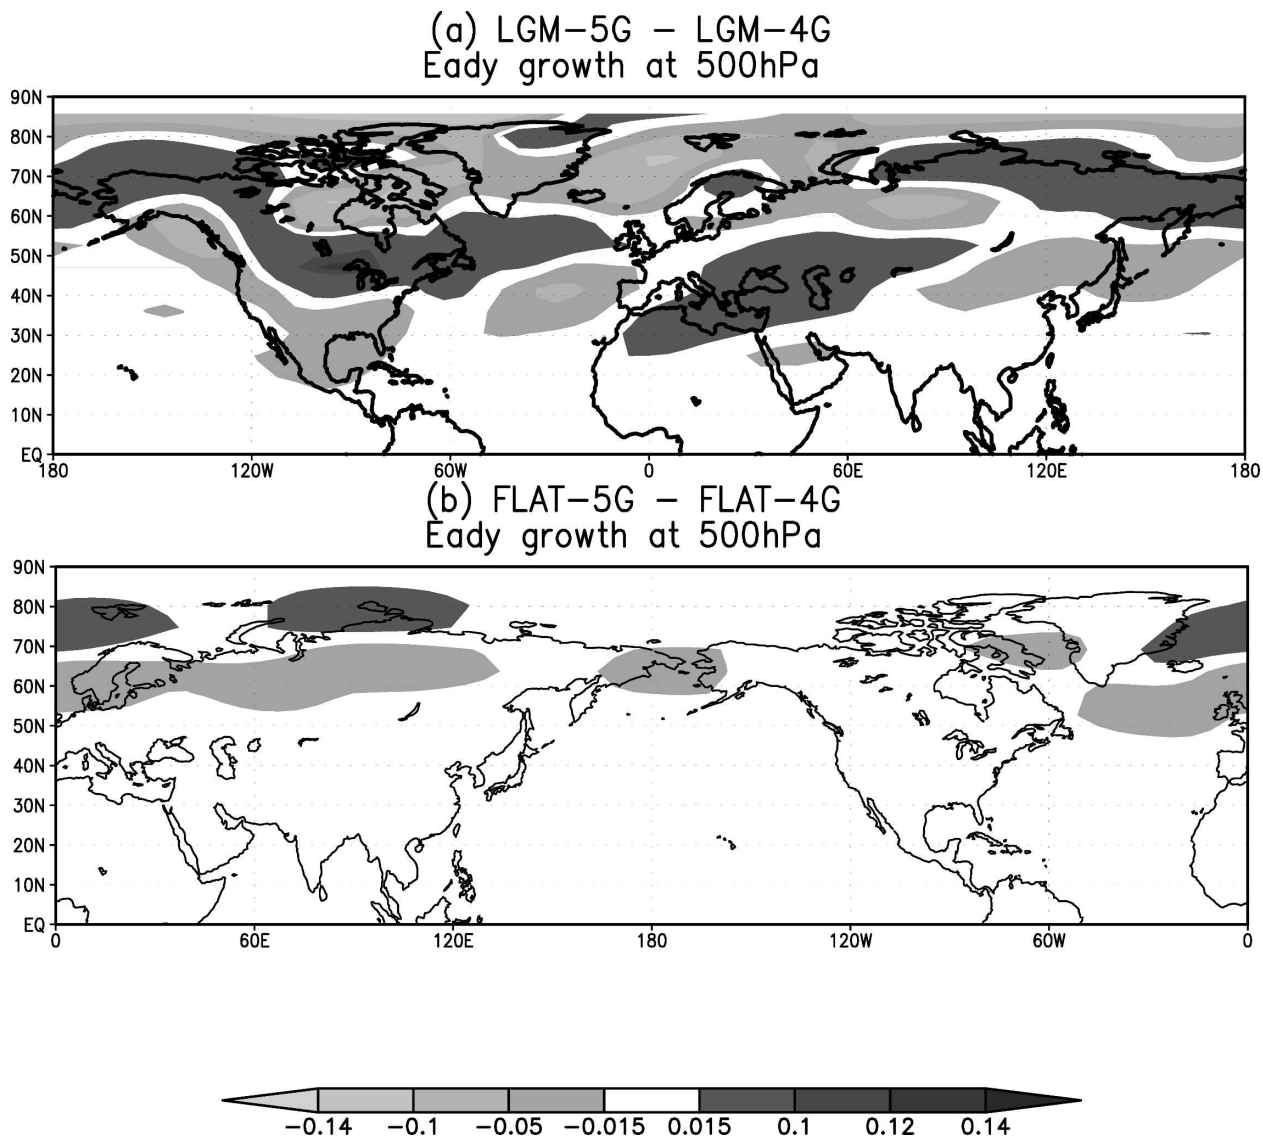 (a) LGM-5G - LGM-4G
Eady growth at 500hPa
90N
80N
70N
60N
50N
40N
30N
20N
10N
EQ
180 120W 60W 0 60E 120E 180
(b) FLAT-5G - FLAT-4G
Eady growth at 500hPa
90N
80N
70N
60N
50N
40N
30N
20N
10N
EQ
0 60E 120E 180 120W 60W 0
-0.14 -0.1 -0.05 -0.015 0.015 0.1 0.12 0.14